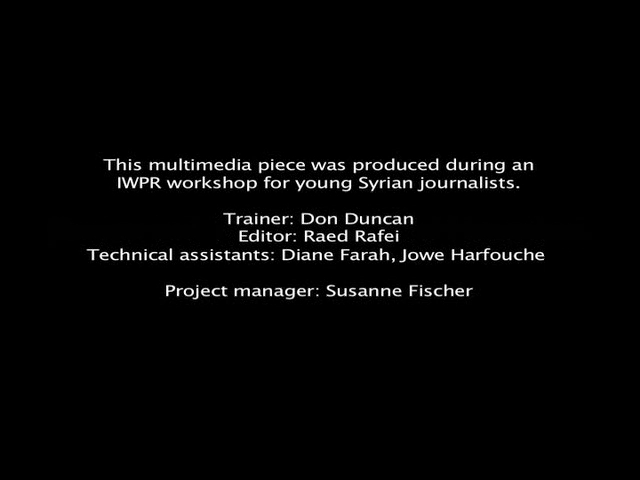 This multimedia piece was produced during an
IWPR workshop for young Syrian journalists.
Trainer: Don Duncan
Editor: Raed Rafei
Technical assistants: Diane Farah, Jowe Harfouche
Project manager: Susanne Fischer